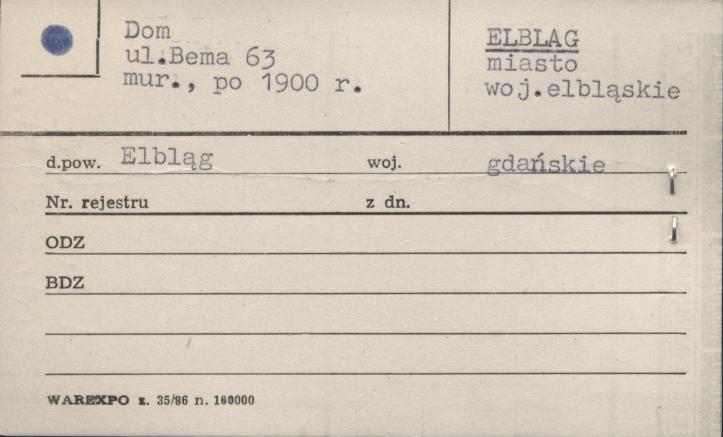 Dom
ul.Bema 63
mur., po 1900 r.
ELBLAG
miasto
woj.elbląskie
d.pow. Elbląg woj. gdańskie
Nr. rejestru z dn.
ODZ
BDZ
WAREXPO z. 35/86 n. 100000